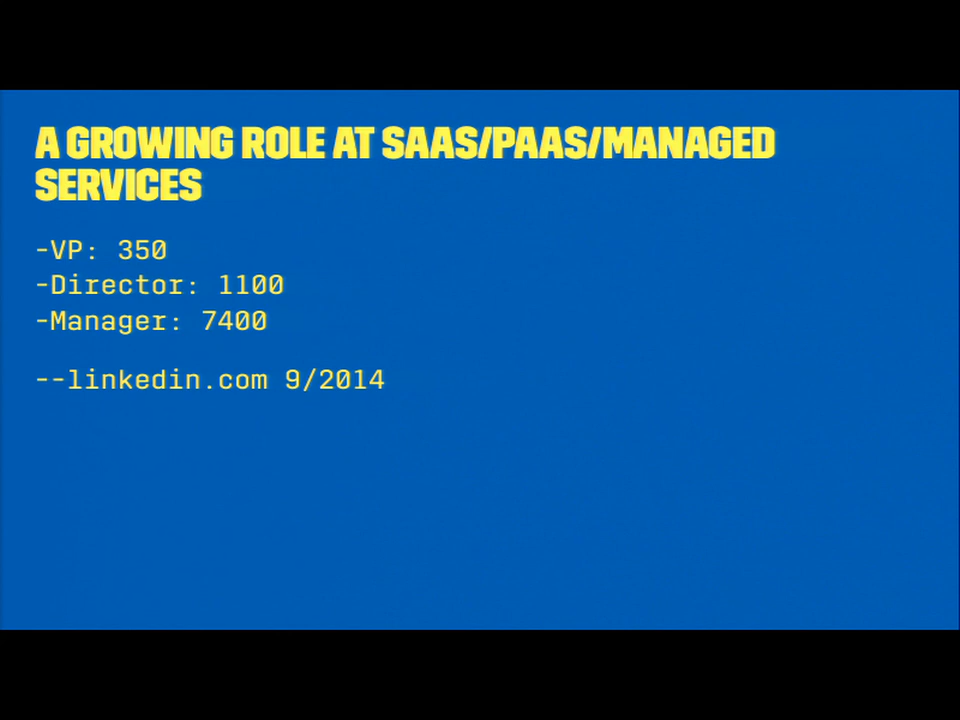 A GROWING ROLE AT SAAS/PAAS/MANAGED
SERVICES
-VP: 350
-Director: 1100
-Manager: 7400
--linkedin.com 9/2014